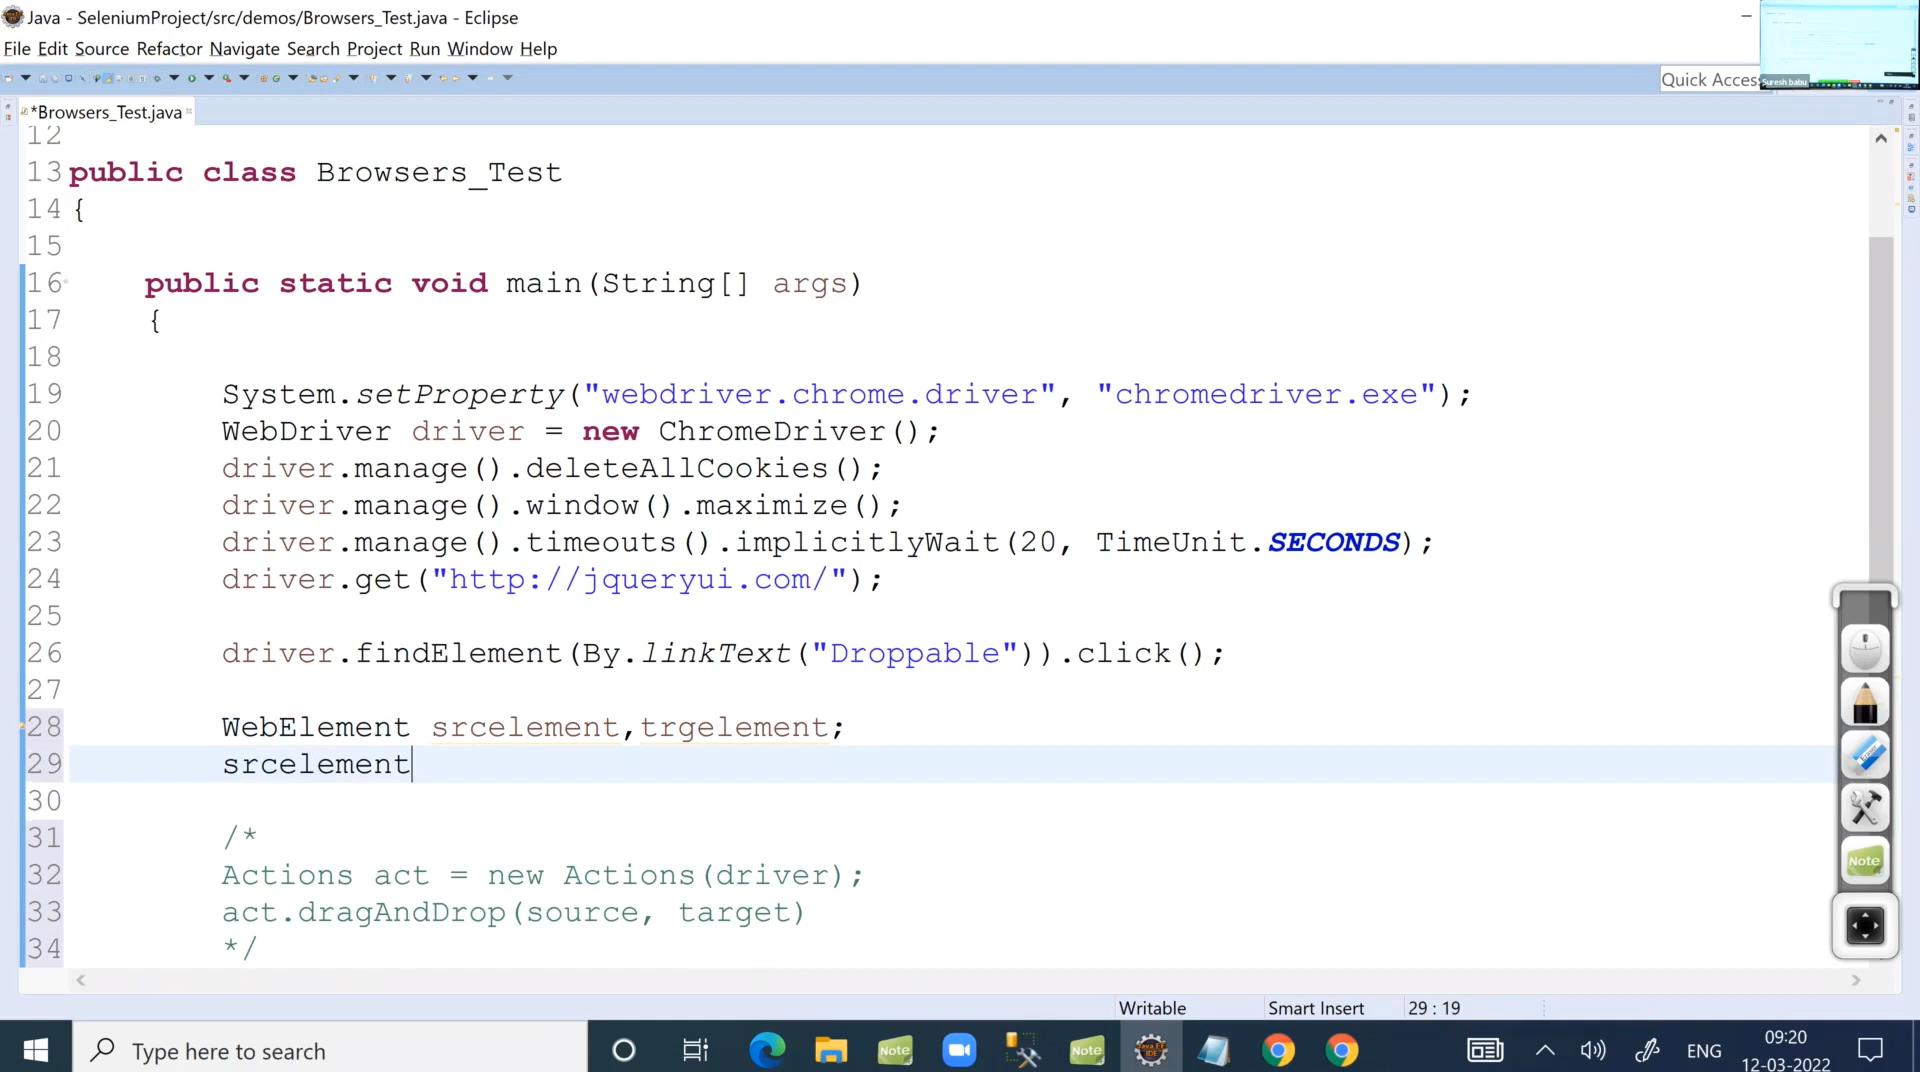 Java - SeleniumProject/src/demos/Browsers_Test.java - Eclipse
File Edit Source Refactor Navigate Search Project Run Window Help
Quick Access
Suresh babu
*Browsers_Test.java
12
13 public class Browsers_Test
14 {
15
16 public static void main(String[] args)
17 {
18
19 System.setProperty("webdriver.chrome.driver", "chromedriver.exe");
20 WebDriver driver = new ChromeDriver();
21 driver.manage().deleteAllCookies();
22 driver.manage().window().maximize();
23 driver.manage().timeouts().implicitlyWait(20, TimeUnit.SECONDS);
24 driver.get("http://jqueryui.com/");
25
26 driver.findElement(By.linkText("Droppable")).click();
27
28 WebElement srcelement,trgelement;
29 srcelement
30
31 /*
32 Actions act = new Actions(driver);
33 act.dragAndDrop(source, target)
34 */
Note
Writable Smart Insert 29 : 19
Type here to search
Note
Note
Java EE
IDE
ENG
09:20
12-03-2022